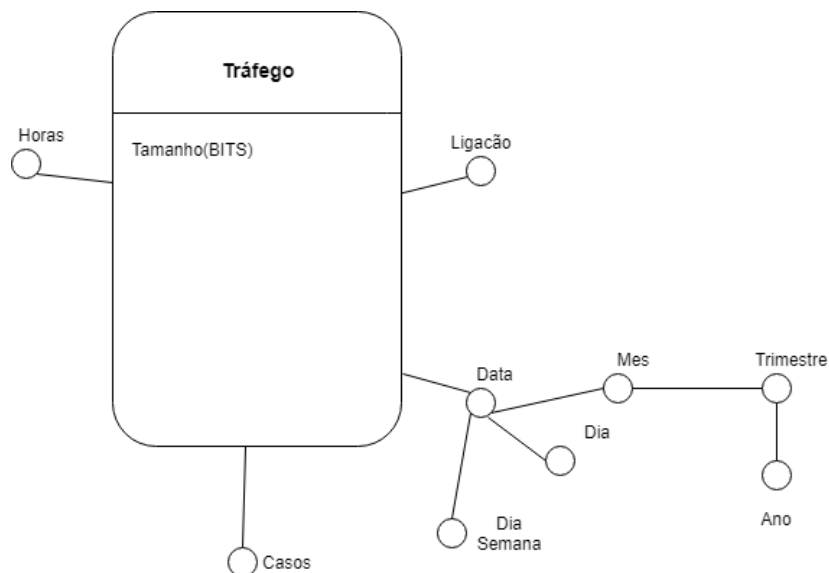 Tráfego
Horas
Tamanho(BITS)
Ligacão
Data
Mes
Trimestre
Dia
Dia
Semana
Ano
Casos